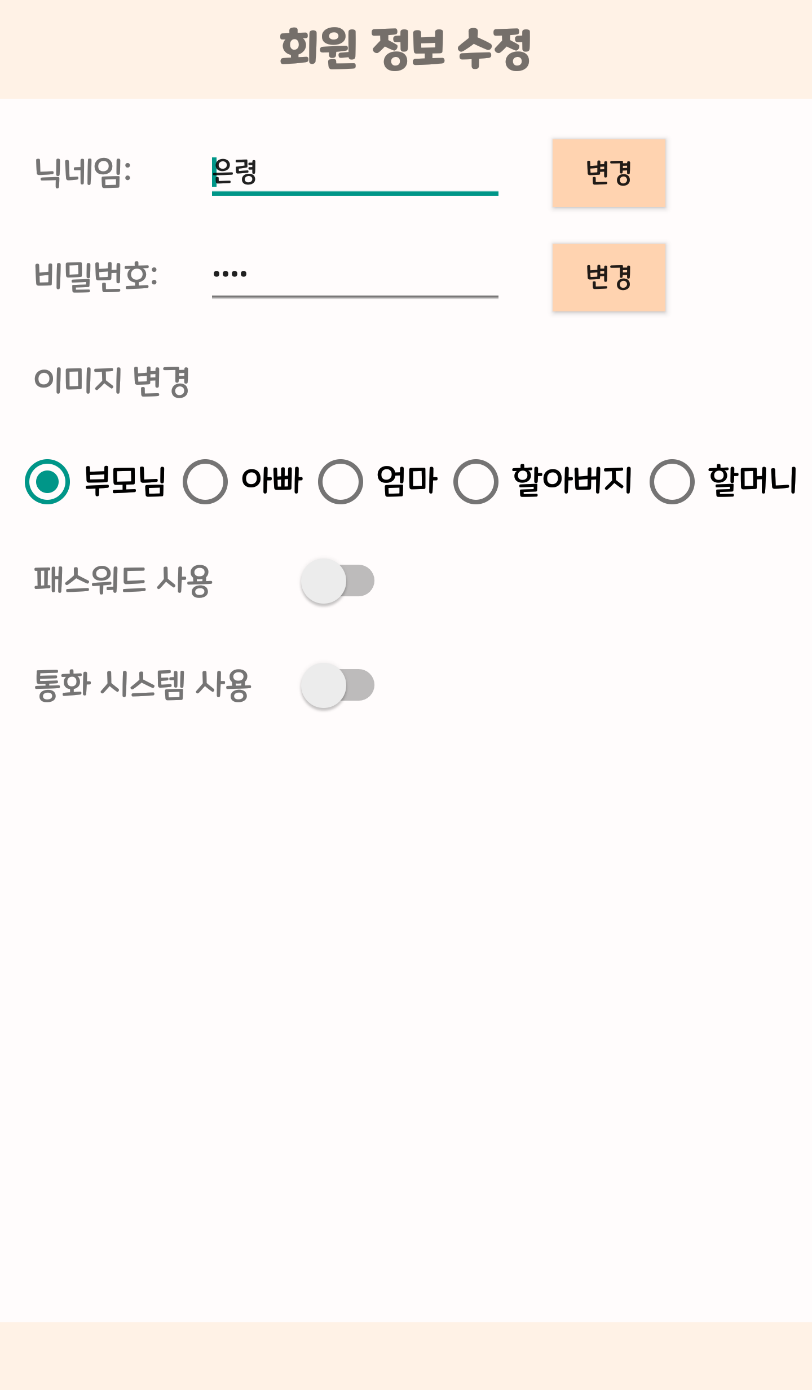 회원 정보 수정
닉네임: 은령 변경
비밀번호: •••• 변경
이미지 변경
부모님 아빠 엄마 할아버지 할머니
패스워드 사용
통화 시스템 사용